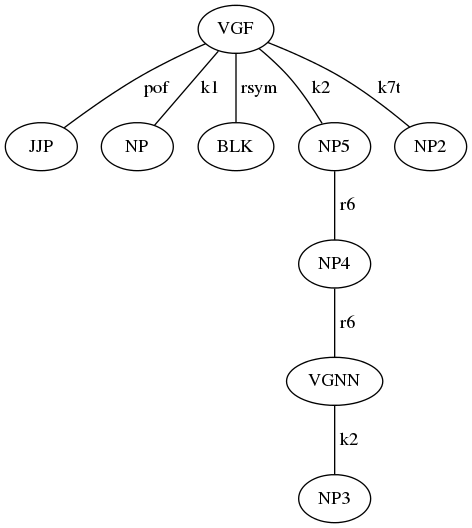 VGF
pof k1 rsym k2 k7t
JJP NP BLK NP5 NP2
r6
NP4
r6
VGNN
k2
NP3